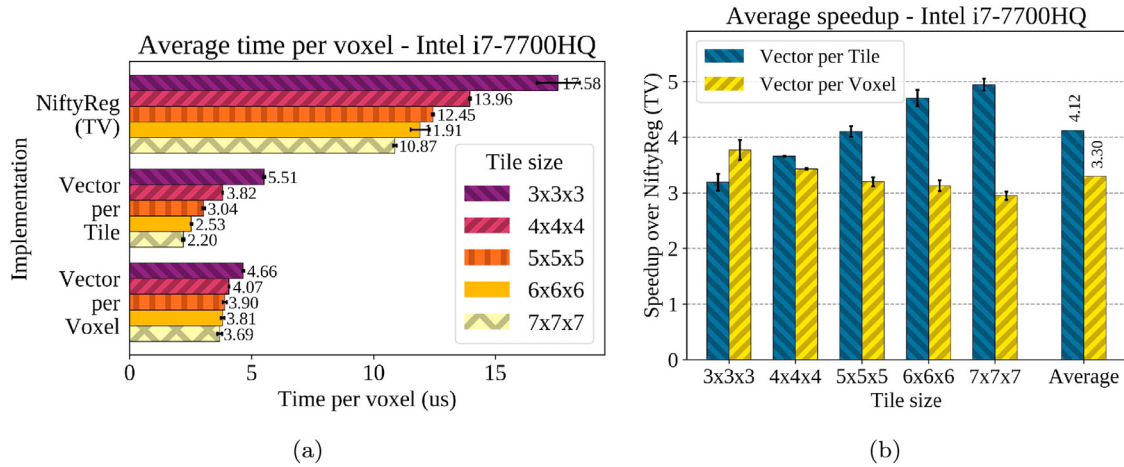 Average time per voxel - Intel i7-7700HQ
Implementation
NiftyReg
(TV)
17.58
13.96
12.45
11.91
10.87
Vector
per
Tile
5.51
3.82
3.04
2.53
2.20
Vector
per
Voxel
4.66
4.07
3.90
3.81
3.69
Tile size
3x3x3
4x4x4
5x5x5
6x6x6
7x7x7
0 5 10 15
Time per voxel (us)
(a)
Average speedup - Intel i7-7700HQ
Vector per Tile
Vector per Voxel
Speedup over NiftyReg (TV)
5
4
3
2
1
0
4.12
3.30
3x3x3 4x4x4 5x5x5 6x6x6 7x7x7 Average
Tile size
(b)